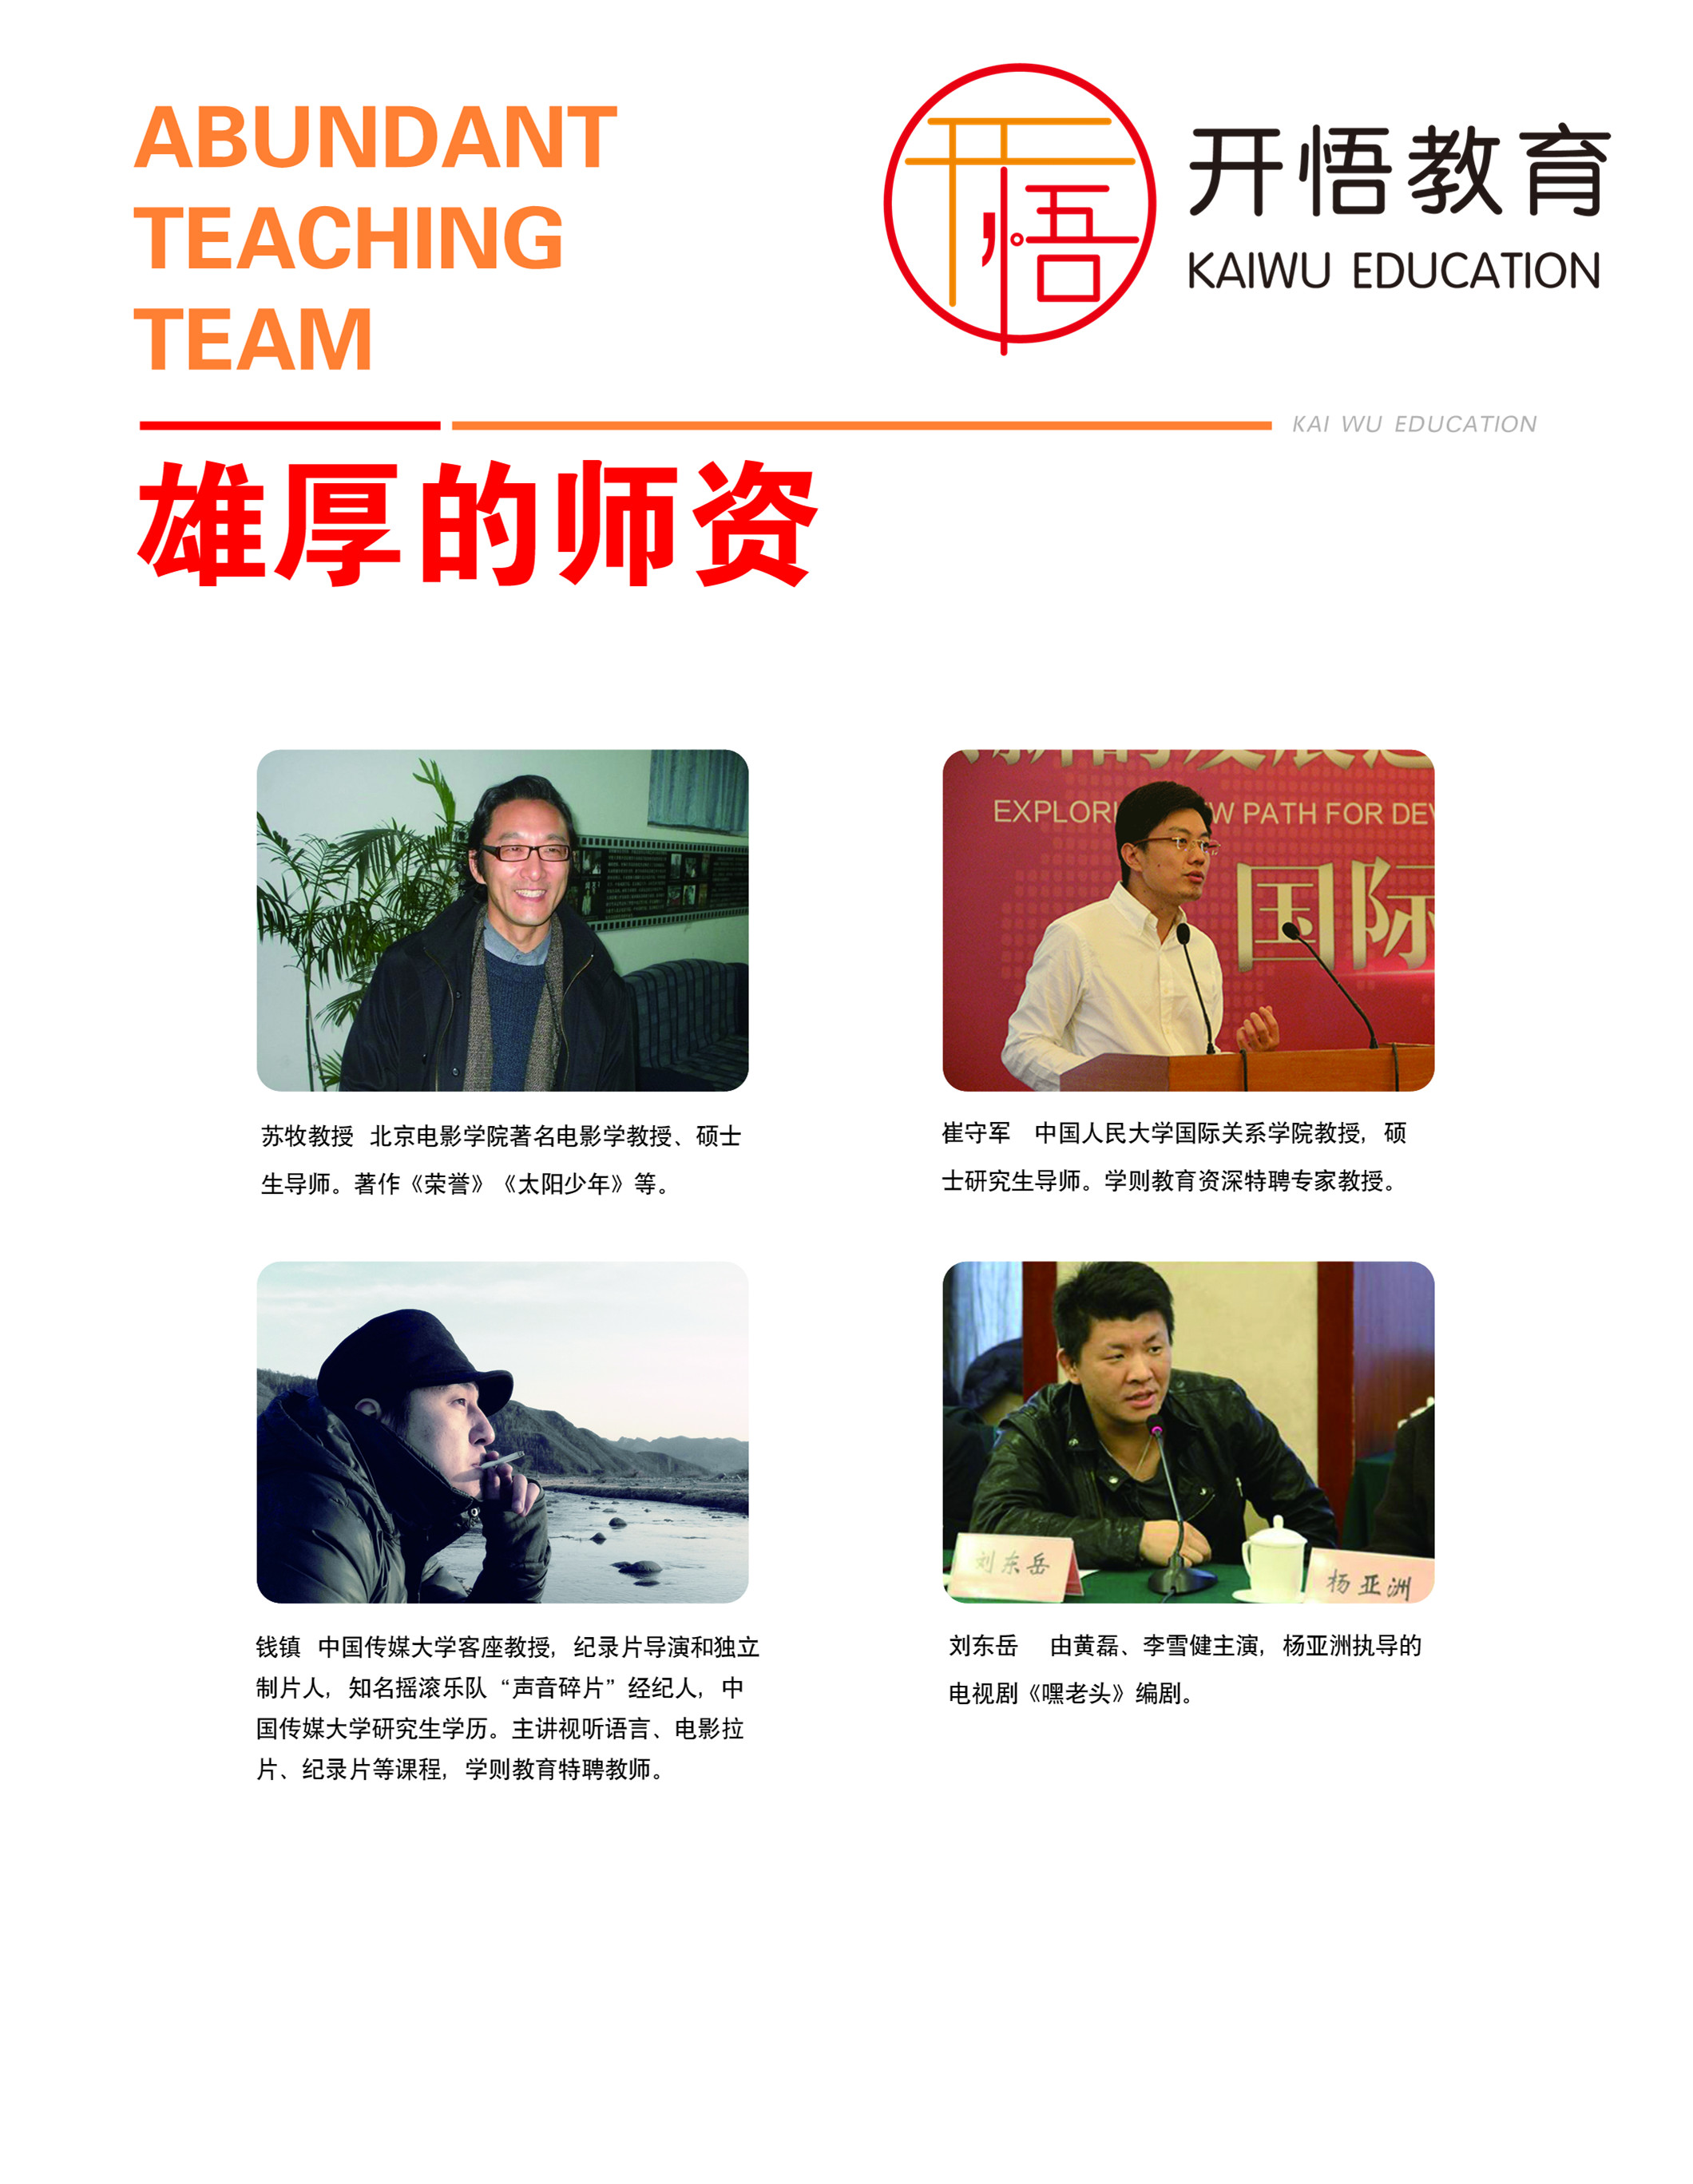 ABUNDANT
TEACHING
TEAM
开悟
开悟教育
KAIWU EDUCATION
KAI WU EDUCATION
雄厚的师资
EXPLORI
W PATH FOR DEV
国际
苏牧教授 北京电影学院著名电影学教授、硕士
生导师。著作《荣誉》《太阳少年》等。
崔守军 中国人民大学国际关系学院教授，硕
士研究生导师。学则教育资深特聘专家教授。
刘东岳
杨亚洲
钱镇 中国传媒大学客座教授，纪录片导演和独立
制片人，知名摇滚乐队“声音碎片”经纪人，中
国传媒大学研究生学历。主讲视听语言、电影拉
片、纪录片等课程，学则教育特聘教师。
刘东岳 由黄磊、李雪健主演，杨亚洲执导的
电视剧《嘿老头》编剧。